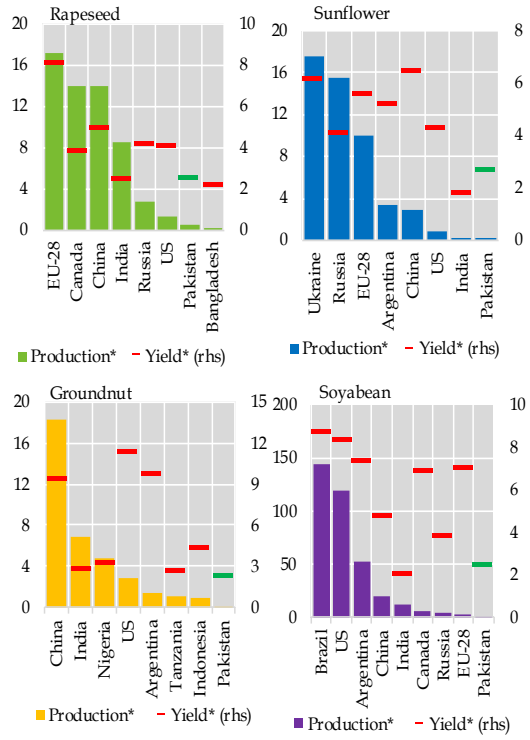 Rapeseed
20 10
16 8
12 6
8 4
4 2
0 0
EU-28 Canada China India Russia US Pakistan Bangladesh
Production* Yield* (rhs)
Sunflower
20 8
16 6
12
8 4
4 2
0 0
Ukraine Russia EU-28 Argentina China US India Pakistan
Production* Yield* (rhs)
Groundnut
20 15
16 12
12 9
8 6
4 3
0 0
China India Nigeria US Argentina Tanzania Indonesia Pakistan
Production* Yield* (rhs)
Soyabean
200 10
150 8
100 6
4
50 2
0 0
Brazil US Argentina China India Canada Russia EU-28 Pakistan
Production* Yield* (rhs)